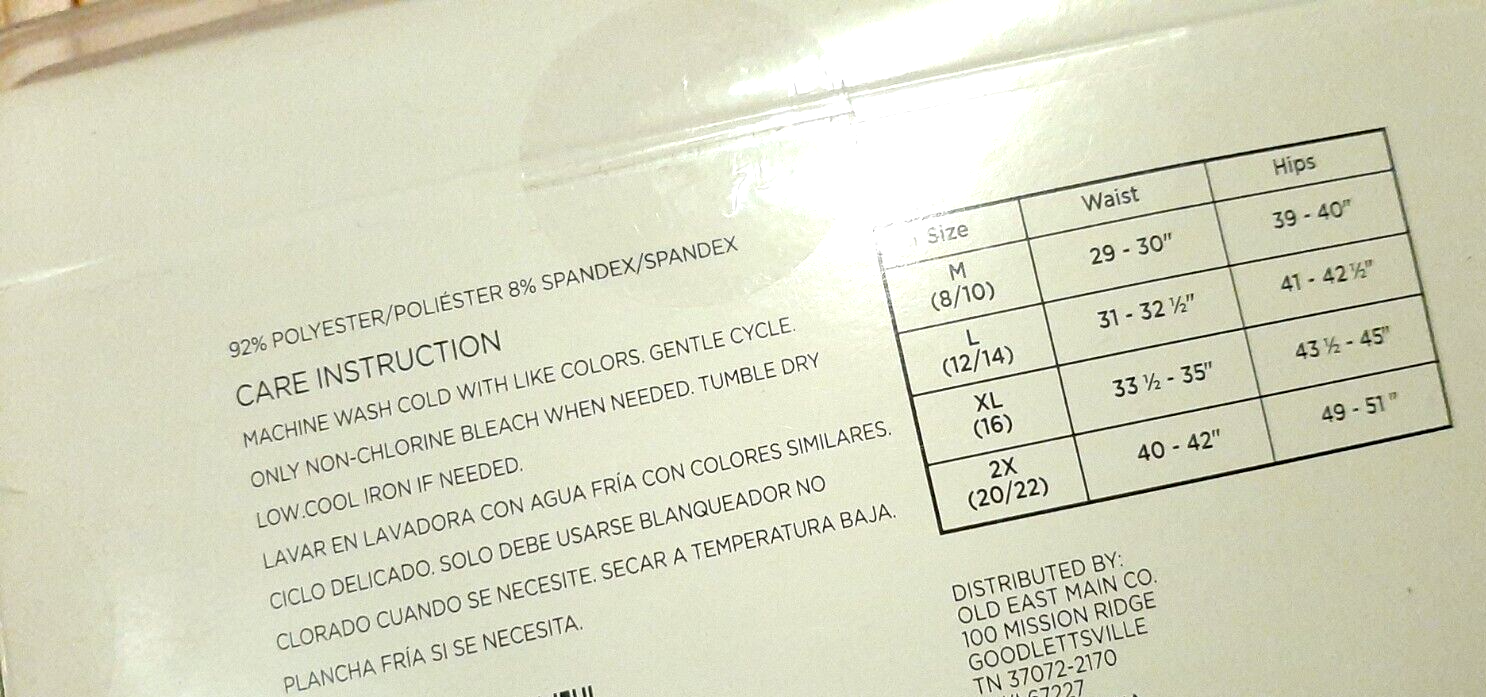 92% POLYESTER/POLIÉSTER 8% SPANDEX/SPANDEX
CARE INSTRUCTION
MACHINE WASH COLD WITH LIKE COLORS. GENTLE CYCLE.
ONLY NON-CHLORINE BLEACH WHEN NEEDED. TUMBLE DRY
LOW.COOL IRON IF NEEDED.
LAVAR EN LAVADORA CON AGUA FRÍA CON COLORES SIMILARES.
CICLO DELICADO. SOLO DEBE USARSE BLANQUEADOR NO
CLORADO CUANDO SE NECESITE. SECAR A TEMPERATURA BAJA.
PLANCHA FRÍA SI SE NECESITA.
Size Waist Hips
M 29 - 30" 39 - 40"
(8/10)
L 31 - 32 ½" 41 - 42 ½"
(12/14)
XL 33 ½ - 35" 43 ½ - 45"
(16)
2X 40 - 42" 49 - 51"
(20/22)
DISTRIBUTED BY:
OLD EAST MAIN CO.
100 MISSION RIDGE
GOODLETTSVILLE
TN 37072-2170
67227